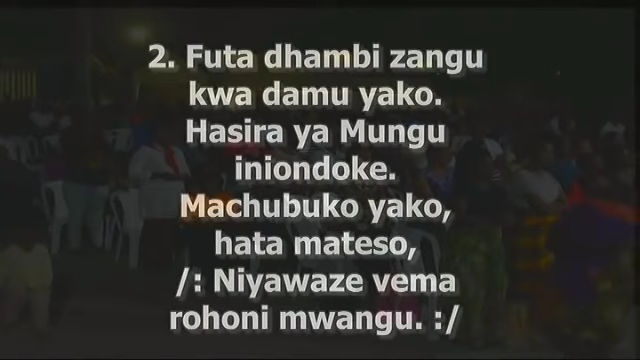 2. Futa dhambi zangu
kwa damu yako.
Hasira ya Mungu
iniondoke.
Machubuko yako,
hata mateso,
/: Niyawaze vema
rohoni mwangu. :/